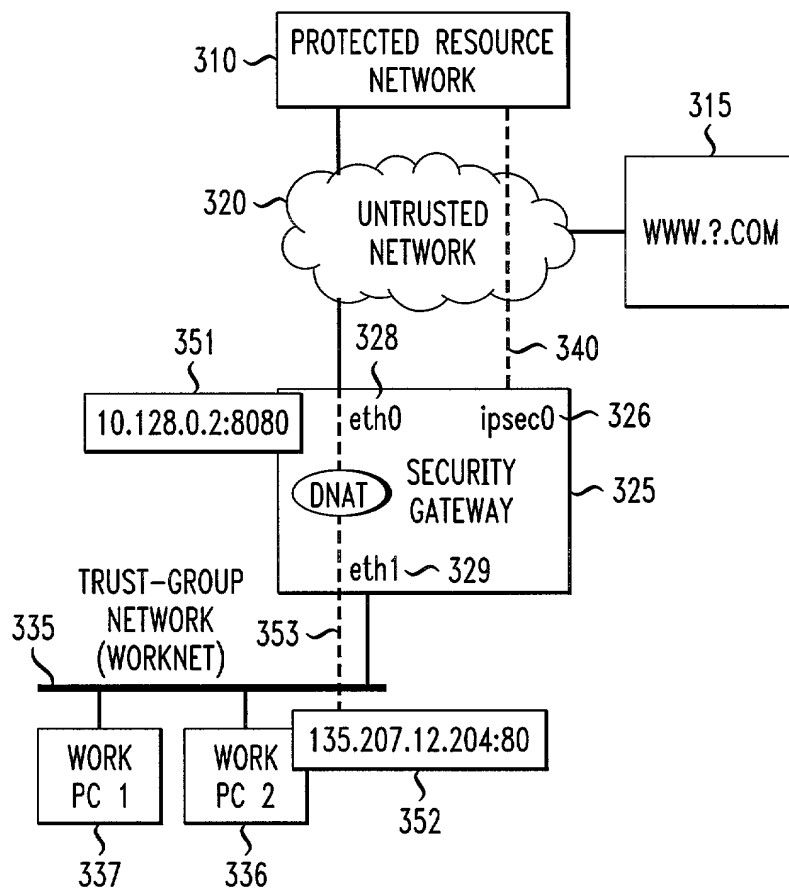 PROTECTED RESOURCE
NETWORK
310
315
320
UNTRUSTED
NETWORK
WWW.?.COM
351
328
340
10.128.0.2:8080
eth0
ipsec0
326
DNAT
SECURITY
GATEWAY
325
eth1
329
TRUST-GROUP
NETWORK
(WORKNET)
335
353
135.207.12.204:80
WORK
PC 1
WORK
PC 2
352
337
336